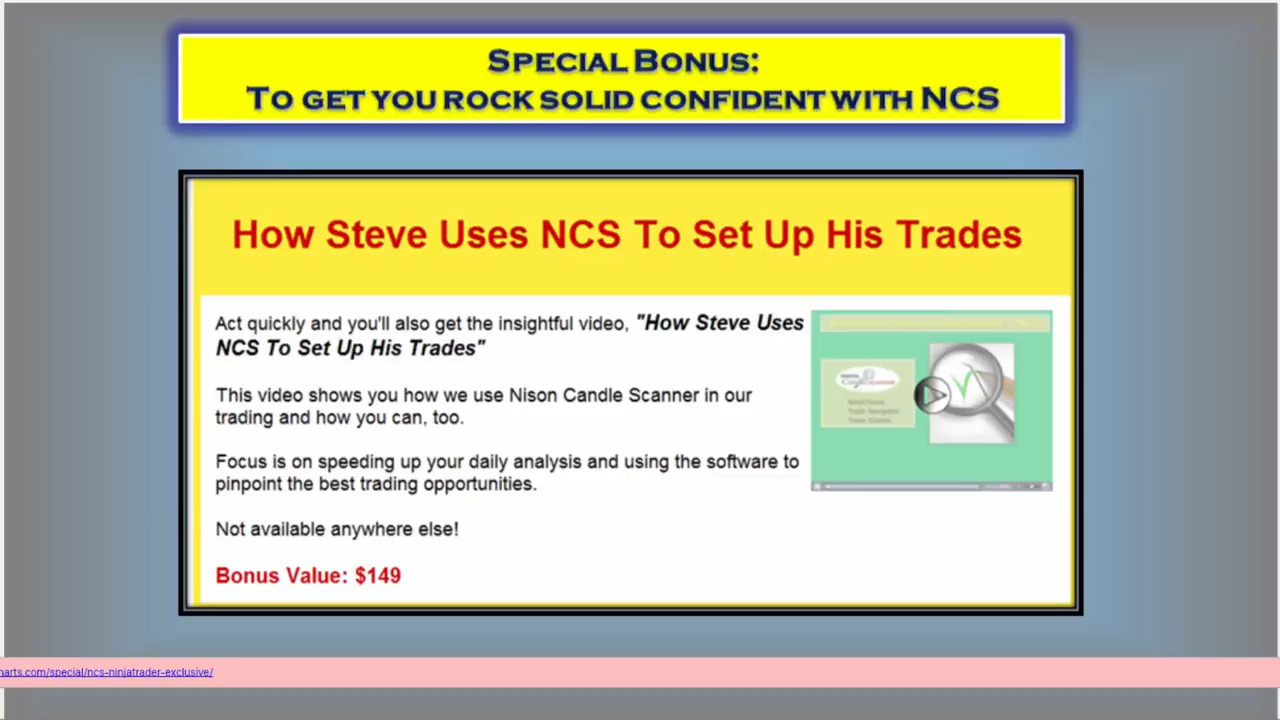 Special Bonus:
To get you rock solid confident with NCS
How Steve Uses NCS To Set Up His Trades
Act quickly and you'll also get the insightful video, "How Steve Uses
NCS To Set Up His Trades"
This video shows you how we use Nison Candle Scanner in our
trading and how you can, too.
Focus is on speeding up your daily analysis and using the software to
pinpoint the best trading opportunities.
Not available anywhere else!
Bonus Value: $149
harts.com/special/ncs-ninjatrader-exclusive/